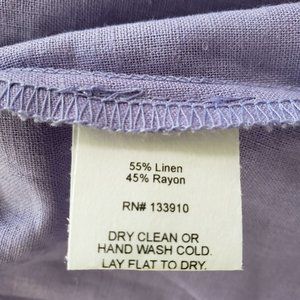 55% Linen
45% Rayon
RN# 133910
DRY CLEAN OR
HAND WASH COLD.
LAY FLAT TO DRY.